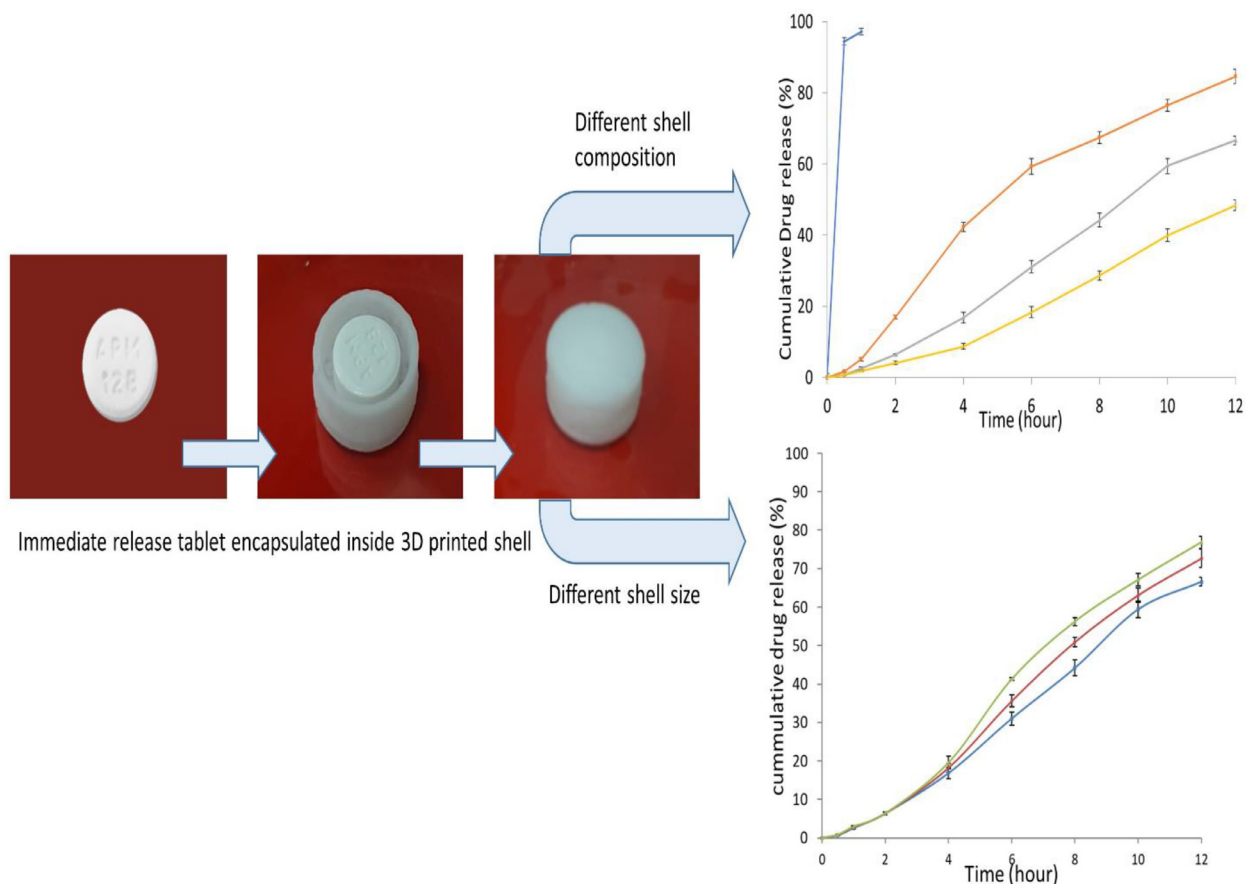 Different shell
composition
APM
128
Immediate release tablet encapsulated inside 3D printed shell
Different shell size
Cumulative Drug release (%)
100
80
60
40
20
0
0 2 4 6 8 10 12
Time (hour)
cummulative drug release (%)
100
90
80
70
60
50
40
30
20
10
0
0 2 4 6 8 10 12
Time (hour)